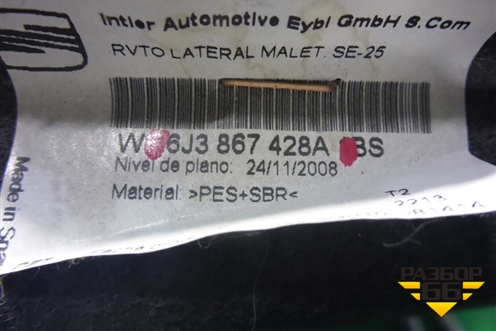 Intier Automotive Eybl GmbH S.Com
RVTO LATERAL MALET. SE-25
6J3 867 428A
Nivel de plano: 24/11/2008
Material: >PES+SBR<
T2
2213
Made in
РАЗБОР
66